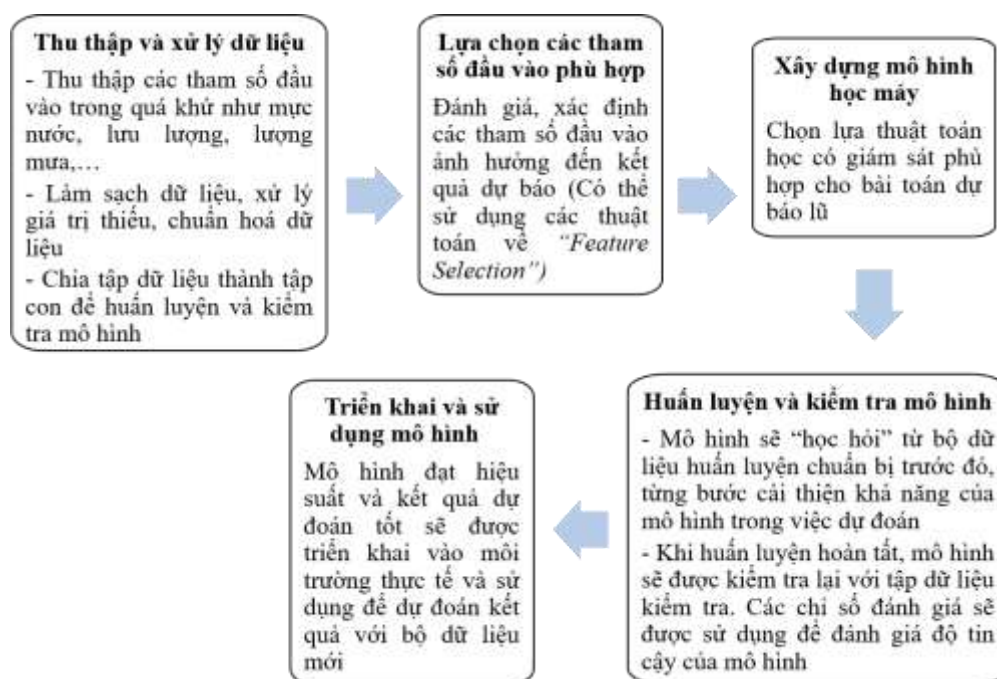 Thu thập và xử lý dữ liệu
- Thu thập các tham số đầu
vào trong quá khứ như mực
nước, lưu lượng, lượng
mưa,…
- Làm sạch dữ liệu, xử lý
giá trị thiếu, chuẩn hoá dữ
liệu
- Chia tập dữ liệu thành tập
con để huấn luyện và kiểm
tra mô hình
Lựa chọn các tham
số đầu vào phù hợp
Đánh giá, xác định
các tham số đầu vào
ảnh hưởng đến kết
quả dự báo (Có thể
sử dụng các thuật
toán về “Feature
Selection”)
Xây dựng mô hình
học máy
Chọn lựa thuật toán
học có giám sát phù
hợp cho bài toán dự
báo lũ
Huấn luyện và kiểm tra mô hình
- Mô hình sẽ “học hỏi” từ bộ dữ
liệu huấn luyện chuẩn bị trước đó,
từng bước cải thiện khả năng của
mô hình trong việc dự đoán
- Khi huấn luyện hoàn tất, mô hình
sẽ được kiểm tra lại với tập dữ liệu
kiểm tra. Các chỉ số đánh giá sẽ
được sử dụng để đánh giá độ tin
cậy của mô hình
Triển khai và sử
dụng mô hình
Mô hình đạt hiệu
suất và kết quả dự
đoán tốt sẽ được
triển khai vào môi
trường thực tế và sử
dụng để dự đoán kết
quả với bộ dữ liệu
mới